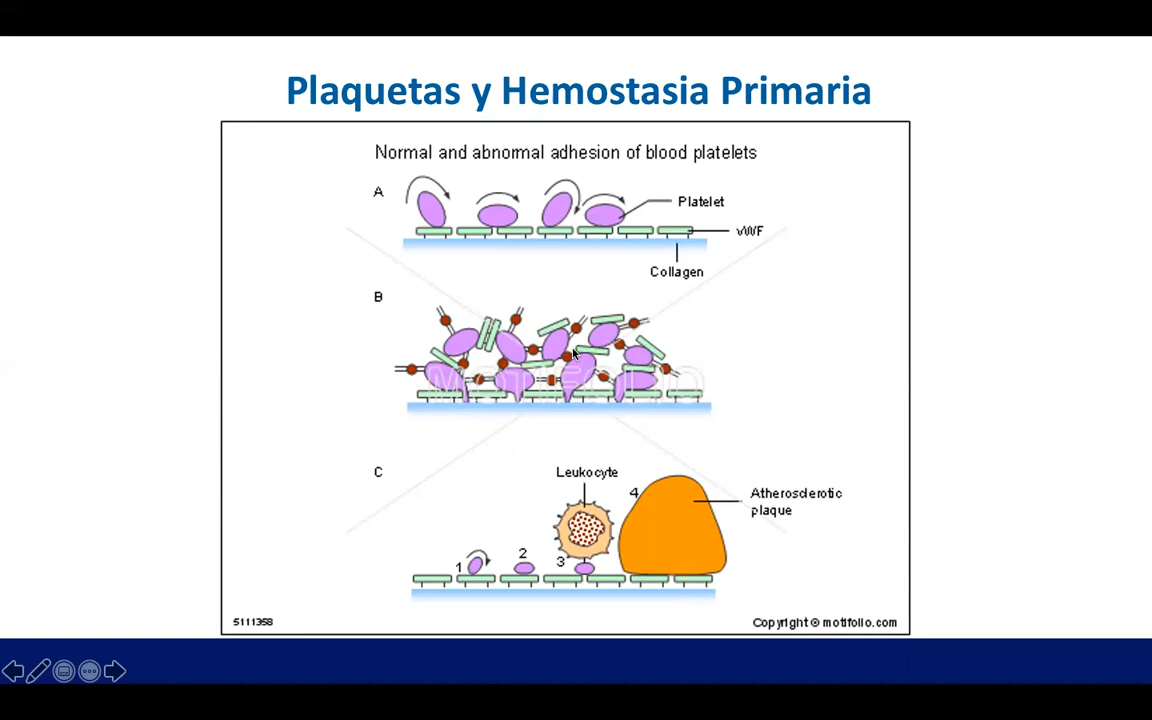 Plaquetas y Hemostasia Primaria
Normal and abnormal adhesion of blood platelets
A
Platelet
vWF
Collagen
B
MOTIFOLIO
C
Leukocyte
4
Atherosclerotic
plaque
1
2
3
5111358
Copyright © motifolio.com